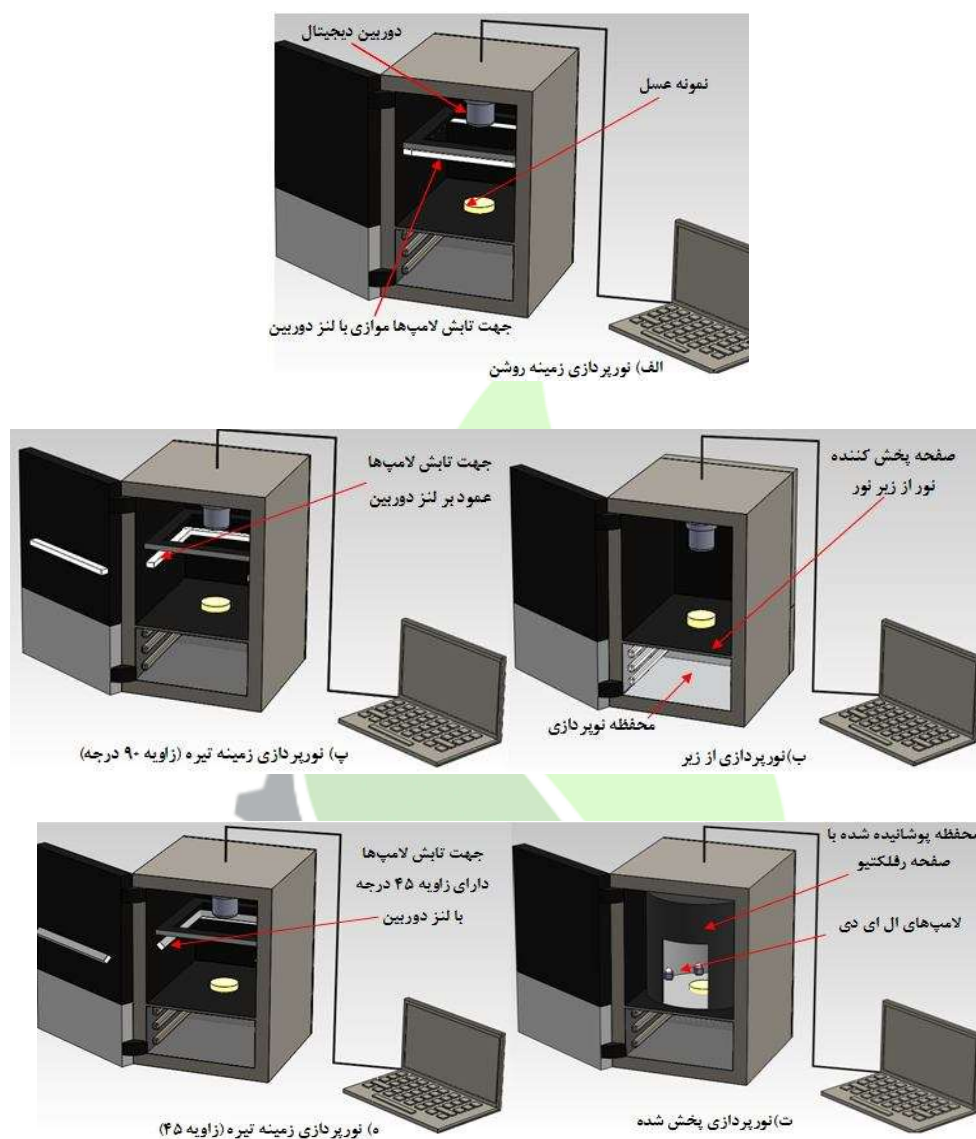 دوربین دیجیتال
نمونه عسل
جهت تابش لامپ‌ها موازی با لنز دوربین
الف) نورپردازی زمینه روشن
صفحه پخش کننده
نور از زیر نور
محفظه نوپردازی
ب)نورپردازی از زیر
جهت تابش لامپ‌ها
عمود بر لنز دوربین
پ) نورپردازی زمینه تیره (زاویه ۹۰ درجه)
محفظه پوشانیده شده با
صفحه رفلکتیو
لامپ‌های ال ای دی
ت)نورپردازی پخش شده
جهت تابش لامپ‌ها
دارای زاویه ۴۵ درجه
با لنز دوربین
ه) نورپردازی زمینه تیره (زاویه ۴۵)